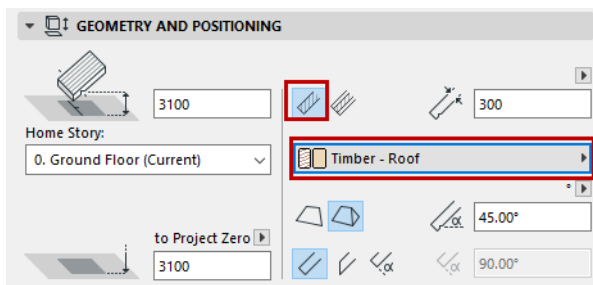 GEOMETRY AND POSITIONING
3100
300
Home Story:
0. Ground Floor (Current)
Timber - Roof
°
α 45.00°
to Project Zero
3100
α
α 90.00°